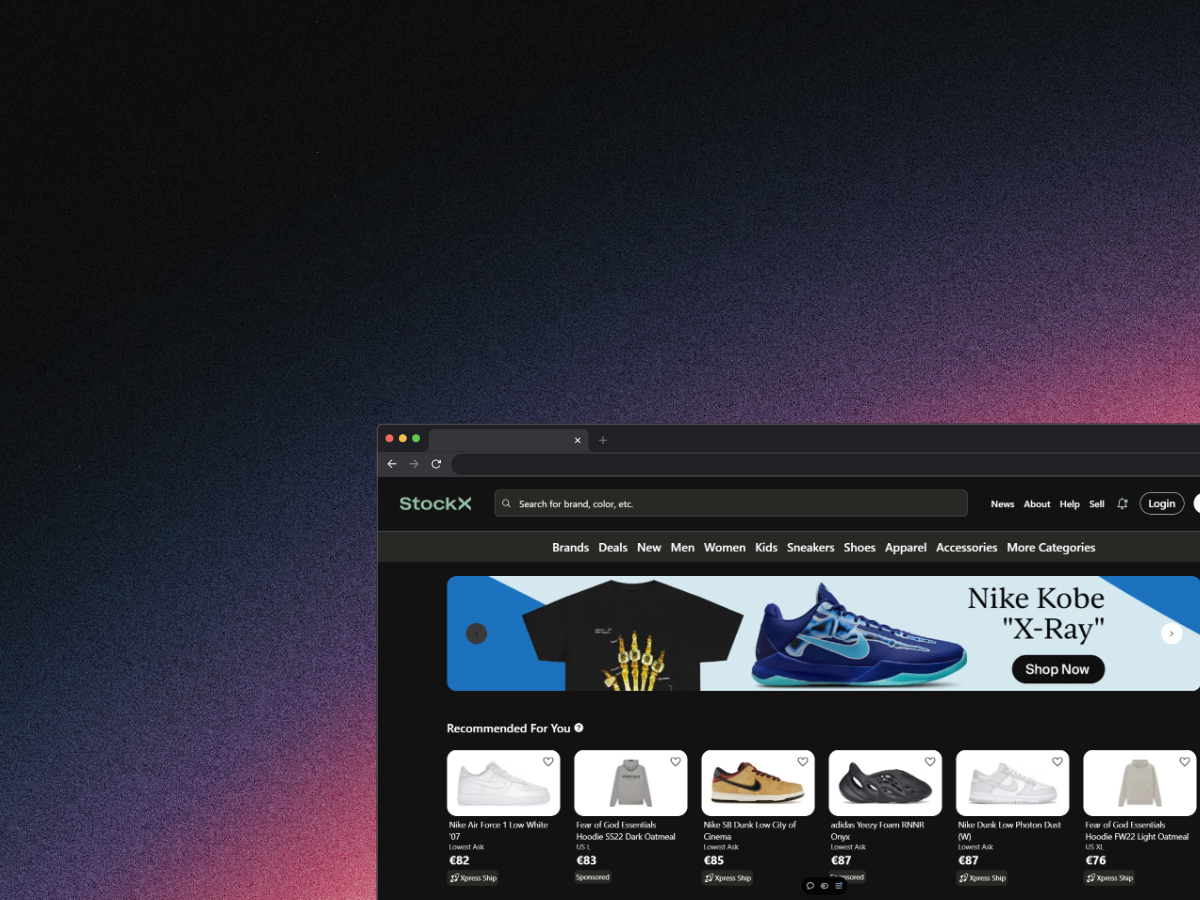 StockX
Search for brand, color, etc.
News About Help Sell Login
Brands Deals New Men Women Kids Sneakers Shoes Apparel Accessories More Categories
Nike Kobe
"X-Ray"
Shop Now
Recommended For You
Nike Air Force 1 Low White
'07
Lowest Ask
€82
Xpress Ship
Fear of God Essentials
Hoodie SS22 Dark Oatmeal
US L
€83
Sponsored
Nike SB Dunk Low City of
Cinema
Lowest Ask
€85
Xpress Ship
adidas Yeezy Foam RNNR
Onyx
Lowest Ask
€87
Nike Dunk Low Photon Dust
(W)
Lowest Ask
€87
Xpress Ship
Fear of God Essentials
Hoodie FW22 Light Oatmeal
US XL
€76
Xpress Ship